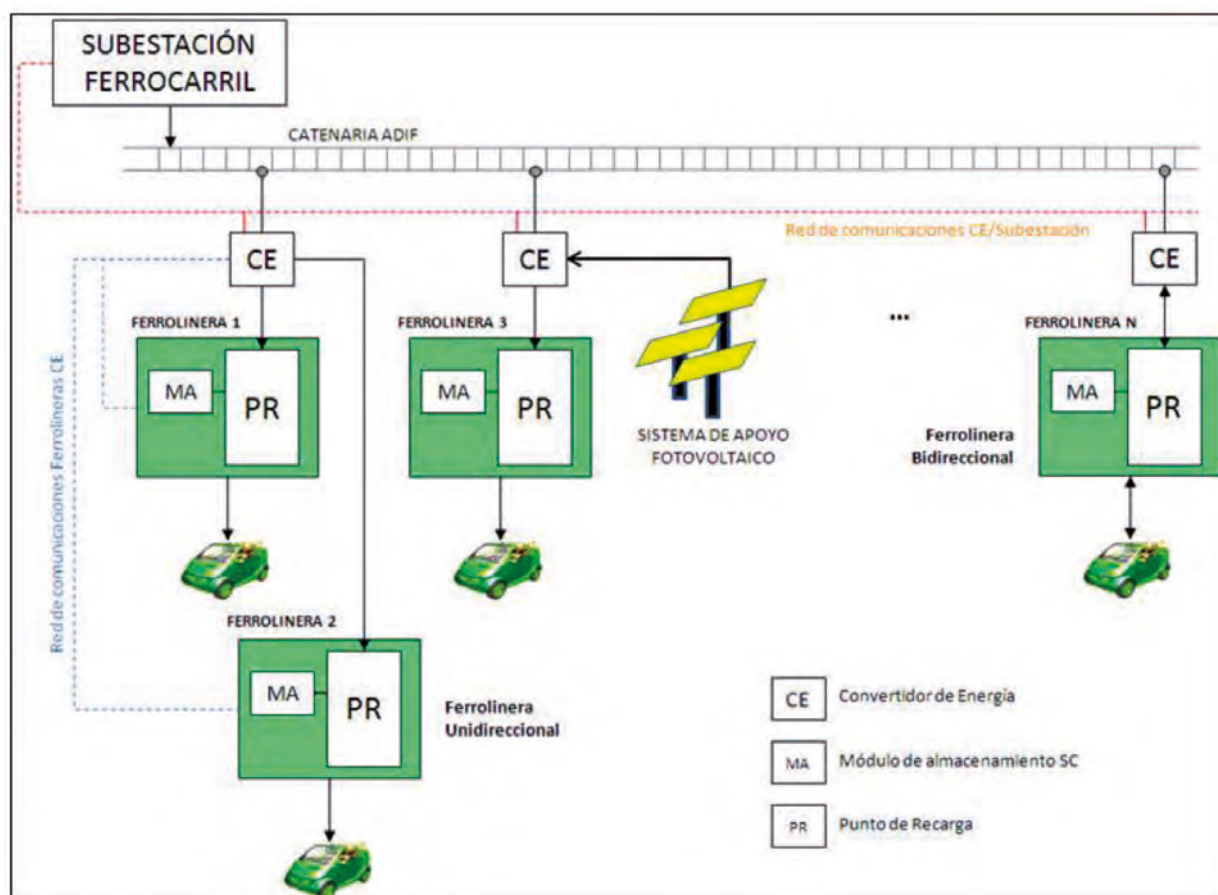 SUBESTACIÓN
FERROCARRIL
CATENARIA ADIF
Red de comunicaciones CE/Subestación
CE
CE
CE
FERROLINERA 1
FERROLINERA 3
...
FERROLINERA N
MA
PR
MA
PR
MA
PR
SISTEMA DE APOYO
FOTOVOLTAICO
Ferrolinera
Bidireccional
Red de comunicaciones Ferrolineras CE
FERROLINERA 2
MA
PR
Ferrolinera
Unidireccional
CE
Convertidor de Energía
MA
Módulo de almacenamiento SC
PR
Punto de Recarga